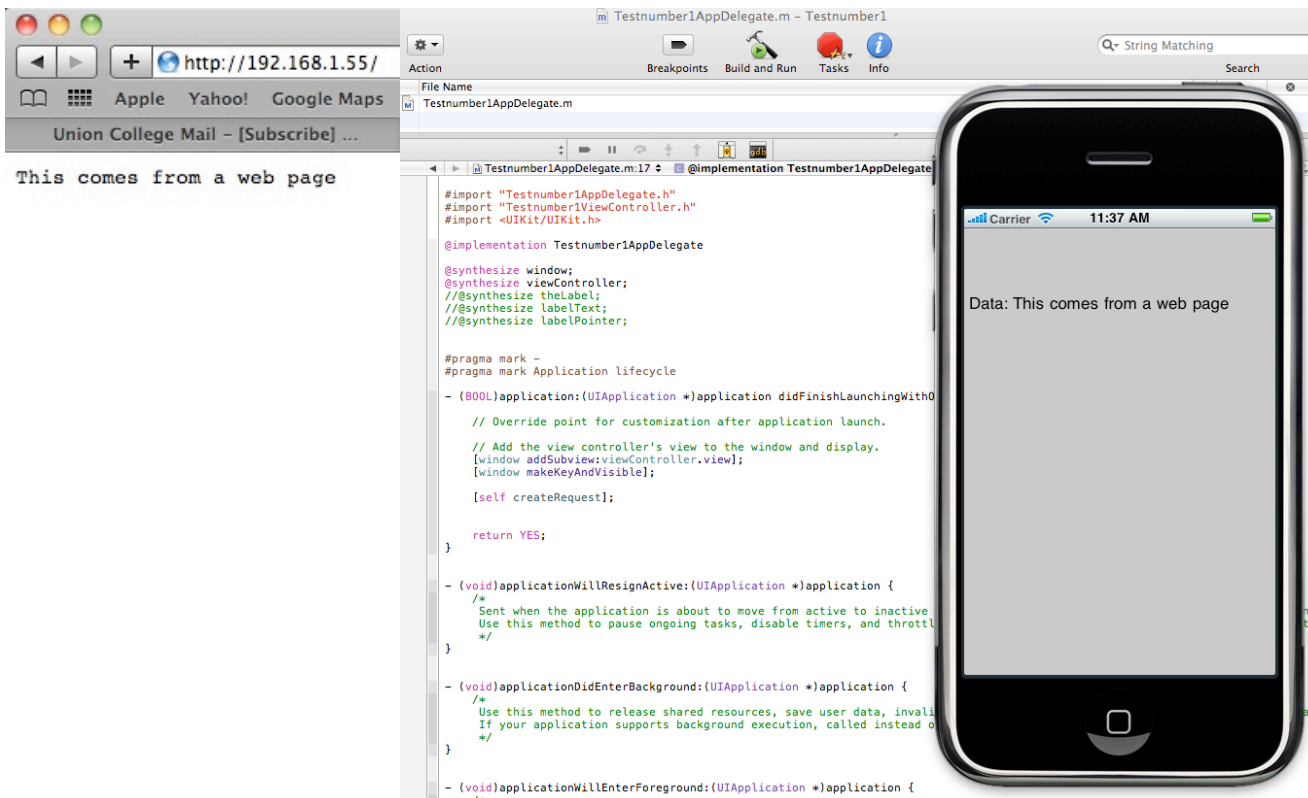 http://192.168.1.55/
Apple Yahoo! Google Maps
Union College Mail – [Subscribe] ...
This comes from a web page
Testnumber1AppDelegate.m – Testnumber1
String Matching
Action Breakpoints Build and Run Tasks Info Search
File Name
Testnumber1AppDelegate.m
gdb
Testnumber1AppDelegate.m:17 @implementation Testnumber1AppDelegate
#import "Testnumber1AppDelegate.h"
#import "Testnumber1ViewController.h"
#import <UIKit/UIKit.h>
@implementation Testnumber1AppDelegate
@synthesize window;
@synthesize viewController;
//@synthesize theLabel;
//@synthesize labelText;
//@synthesize labelPointer;
#pragma mark -
#pragma mark Application lifecycle
- (BOOL)application:(UIApplication *)application didFinishLaunchingWithO
// Override point for customization after application launch.
// Add the view controller's view to the window and display.
[window addSubview:viewController.view];
[window makeKeyAndVisible];
[self createRequest];
return YES;
}
- (void)applicationWillResignActive:(UIApplication *)application {
/*
Sent when the application is about to move from active to inactive
Use this method to pause ongoing tasks, disable timers, and throttl
*/
}
- (void)applicationDidEnterBackground:(UIApplication *)application {
/*
Use this method to release shared resources, save user data, invali
If your application supports background execution, called instead o
*/
}
- (void)applicationWillEnterForeground:(UIApplication *)application {
Carrier 11:37 AM
Data: This comes from a web page